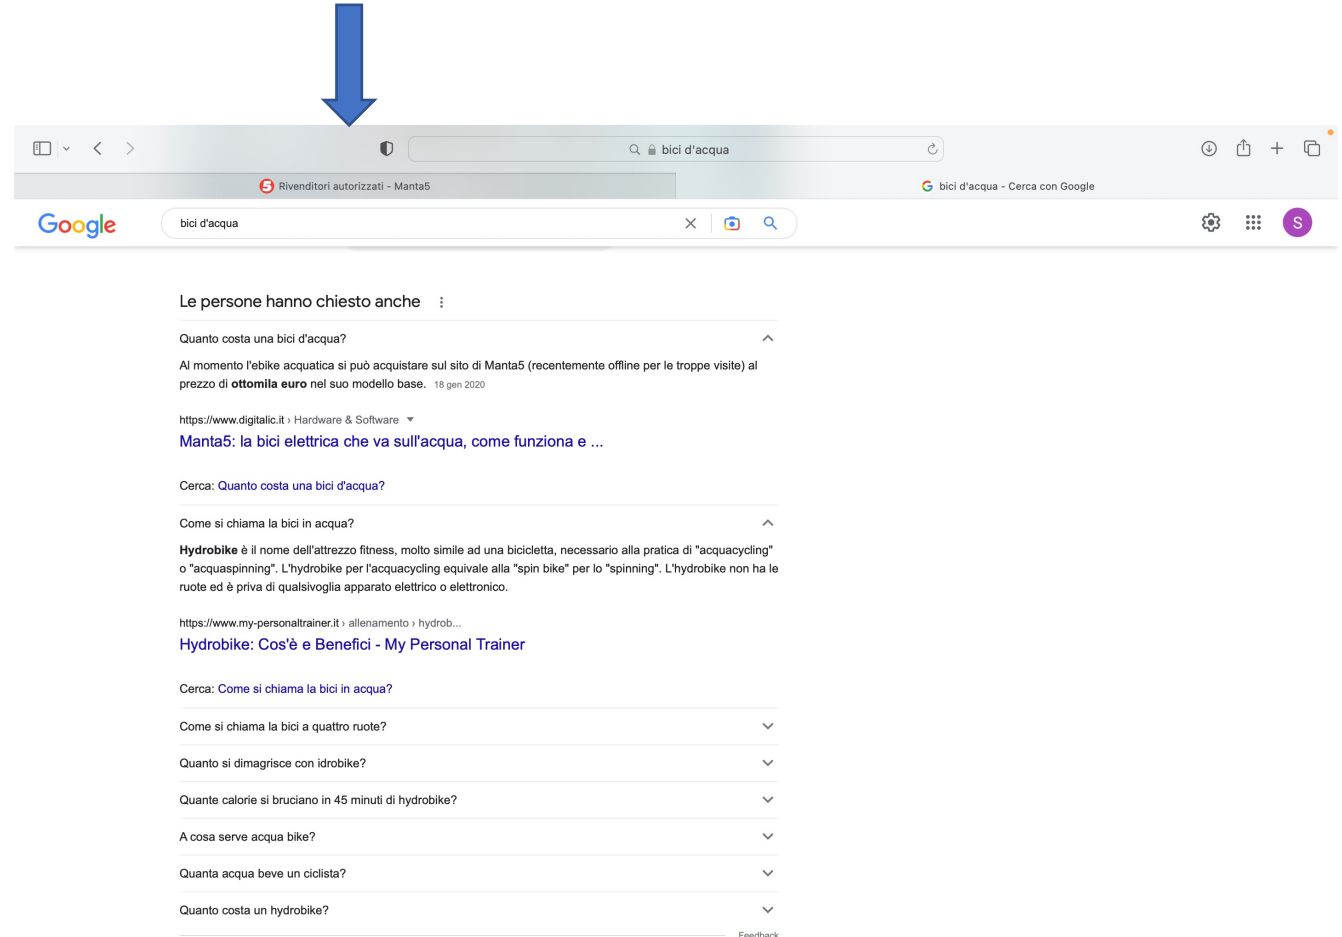 bici d'acqua
5 Rivenditori autorizzati - Manta5
G bici d'acqua - Cerca con Google
Google
bici d'acqua
S
Le persone hanno chiesto anche
Quanto costa una bici d'acqua?
Al momento l'ebike acquatica si può acquistare sul sito di Manta5 (recentemente offline per le troppe visite) al
prezzo di ottomila euro nel suo modello base. 18 gen 2020
https://www.digitalic.it › Hardware & Software
Manta5: la bici elettrica che va sull'acqua, come funziona e ...
Cerca: Quanto costa una bici d'acqua?
Come si chiama la bici in acqua?
Hydrobike è il nome dell'attrezzo fitness, molto simile ad una bicicletta, necessario alla pratica di "acquacycling"
o "acquaspinning". L'hydrobike per l'acquacycling equivale alla "spin bike" per lo "spinning". L'hydrobike non ha le
ruote ed è priva di qualsivoglia apparato elettrico o elettronico.
https://www.my-personaltrainer.it › allenamento › hydrob...
Hydrobike: Cos'è e Benefici - My Personal Trainer
Cerca: Come si chiama la bici in acqua?
Come si chiama la bici a quattro ruote?
Quanto si dimagrisce con idrobike?
Quante calorie si bruciano in 45 minuti di hydrobike?
A cosa serve acqua bike?
Quanta acqua beve un ciclista?
Quanto costa un hydrobike?
Feedback